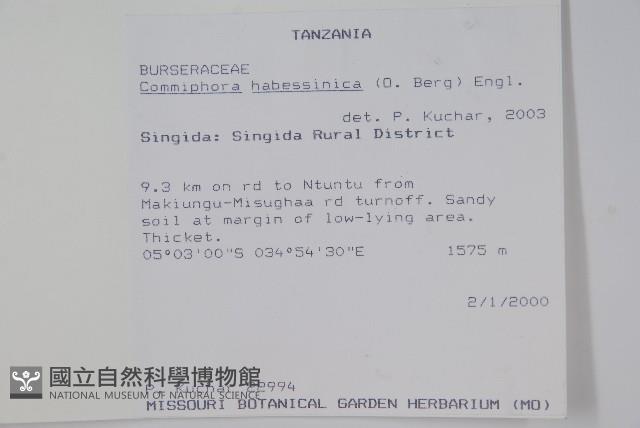 TANZANIA
BURSERACEAE
Commiphora habessinica (O. Berg) Engl.
det. P. Kuchar, 2003
Singida: Singida Rural District
9.3 km on rd to Ntuntu from
Makiungu-Misughaa rd turnoff. Sandy
soil at margin of low-lying area.
Thicket.
05°03'00"S 034°54'30"E 1575 m
2/1/2000
P. Kuchar 22994
MISSOURI BOTANICAL GARDEN HERBARIUM (MO)
國立自然科學博物館
NATIONAL MUSEUM OF NATURAL SCIENCE